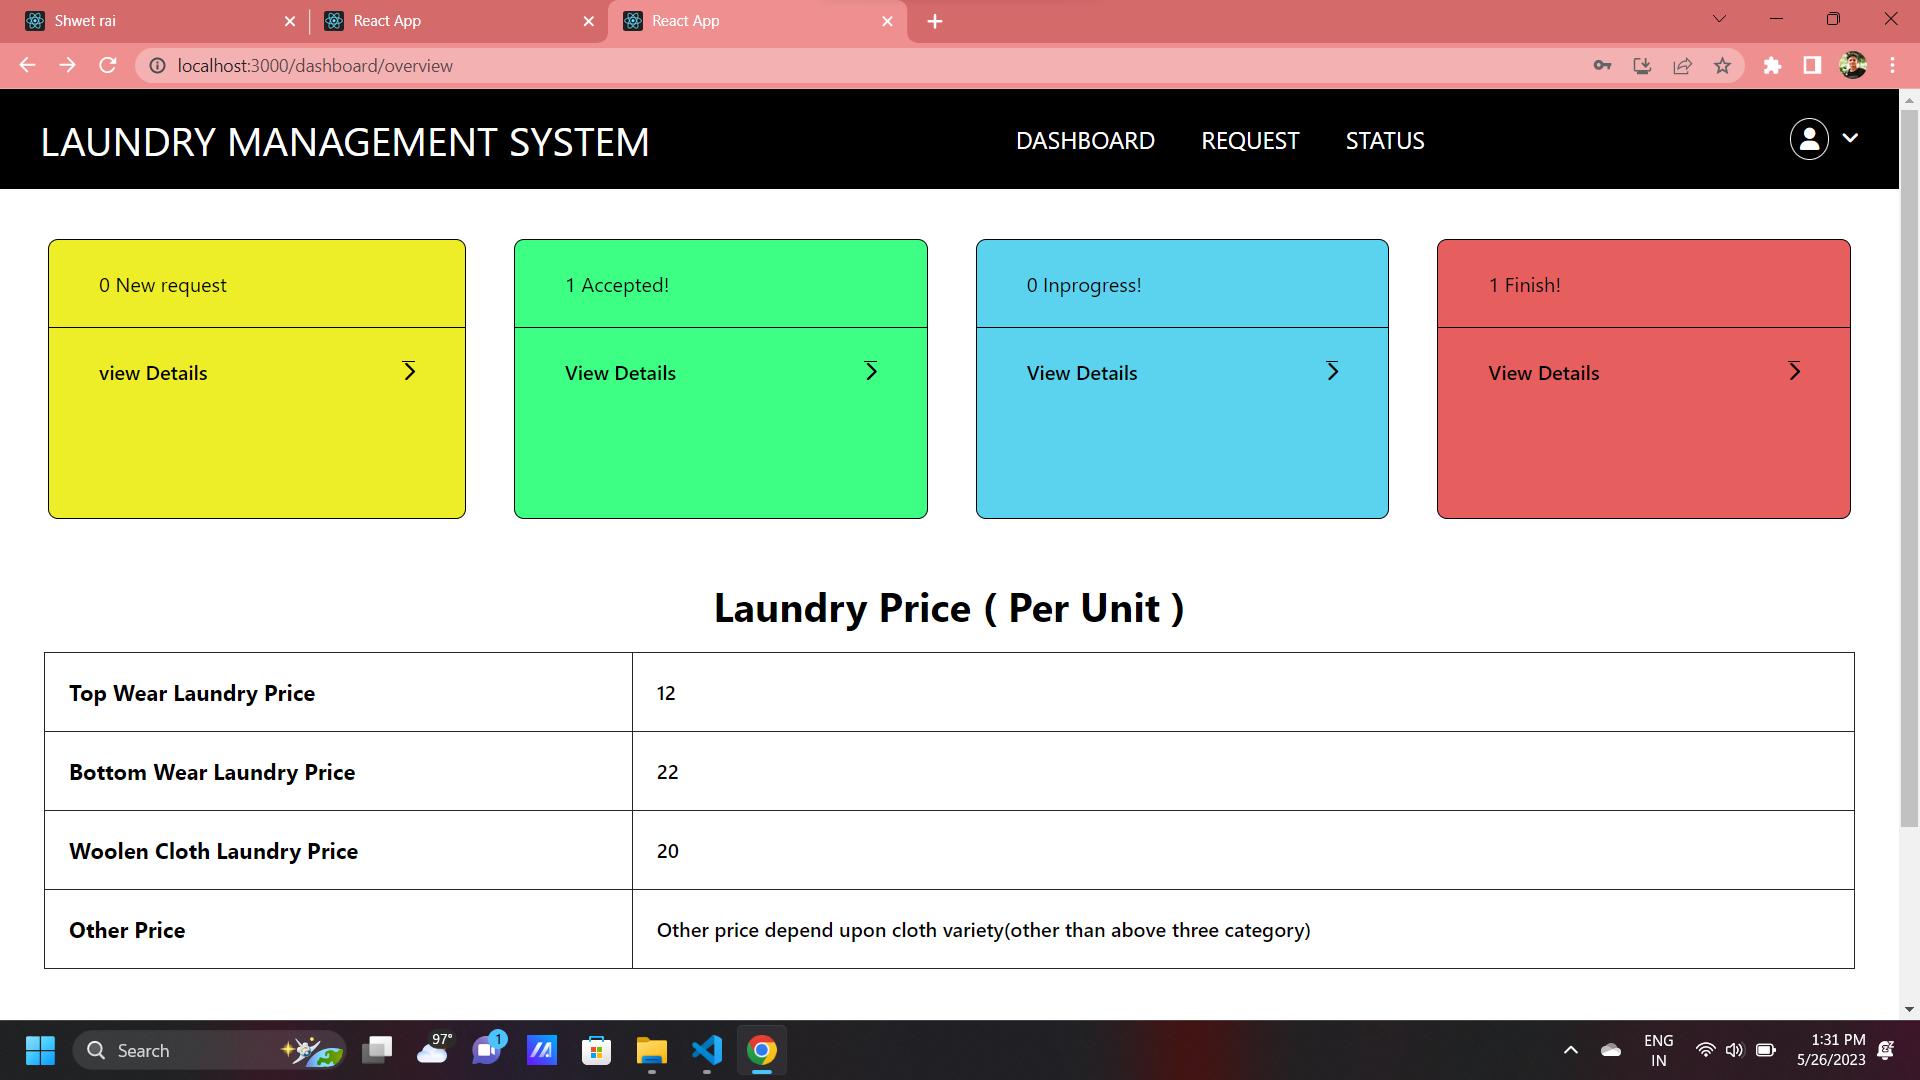 Shwet rai
React App
React App
localhost:3000/dashboard/overview
LAUNDRY MANAGEMENT SYSTEM
DASHBOARD
REQUEST
STATUS
0 New request
1 Accepted!
0 Inprogress!
1 Finish!
view Details
View Details
View Details
View Details
Laundry Price ( Per Unit )
Top Wear Laundry Price
12
Bottom Wear Laundry Price
22
Woolen Cloth Laundry Price
20
Other Price
Other price depend upon cloth variety(other than above three category)
Search
97°
1
ENG
IN
1:31 PM
5/26/2023